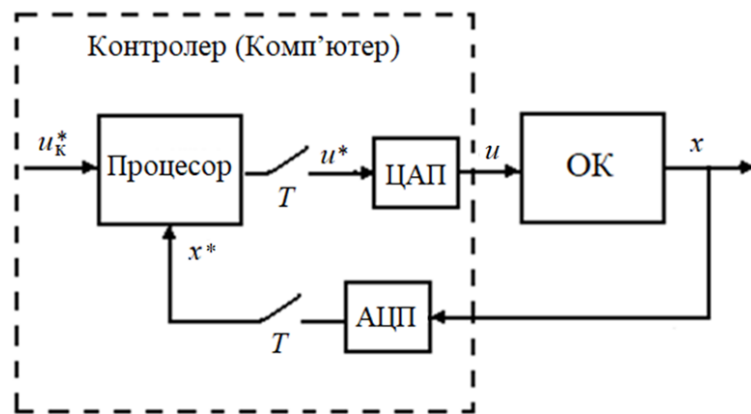 Контролер (Комп’ютер)
u*к
Процесор
T
u*
ЦАП
u
ОК
x
x*
T
АЦП